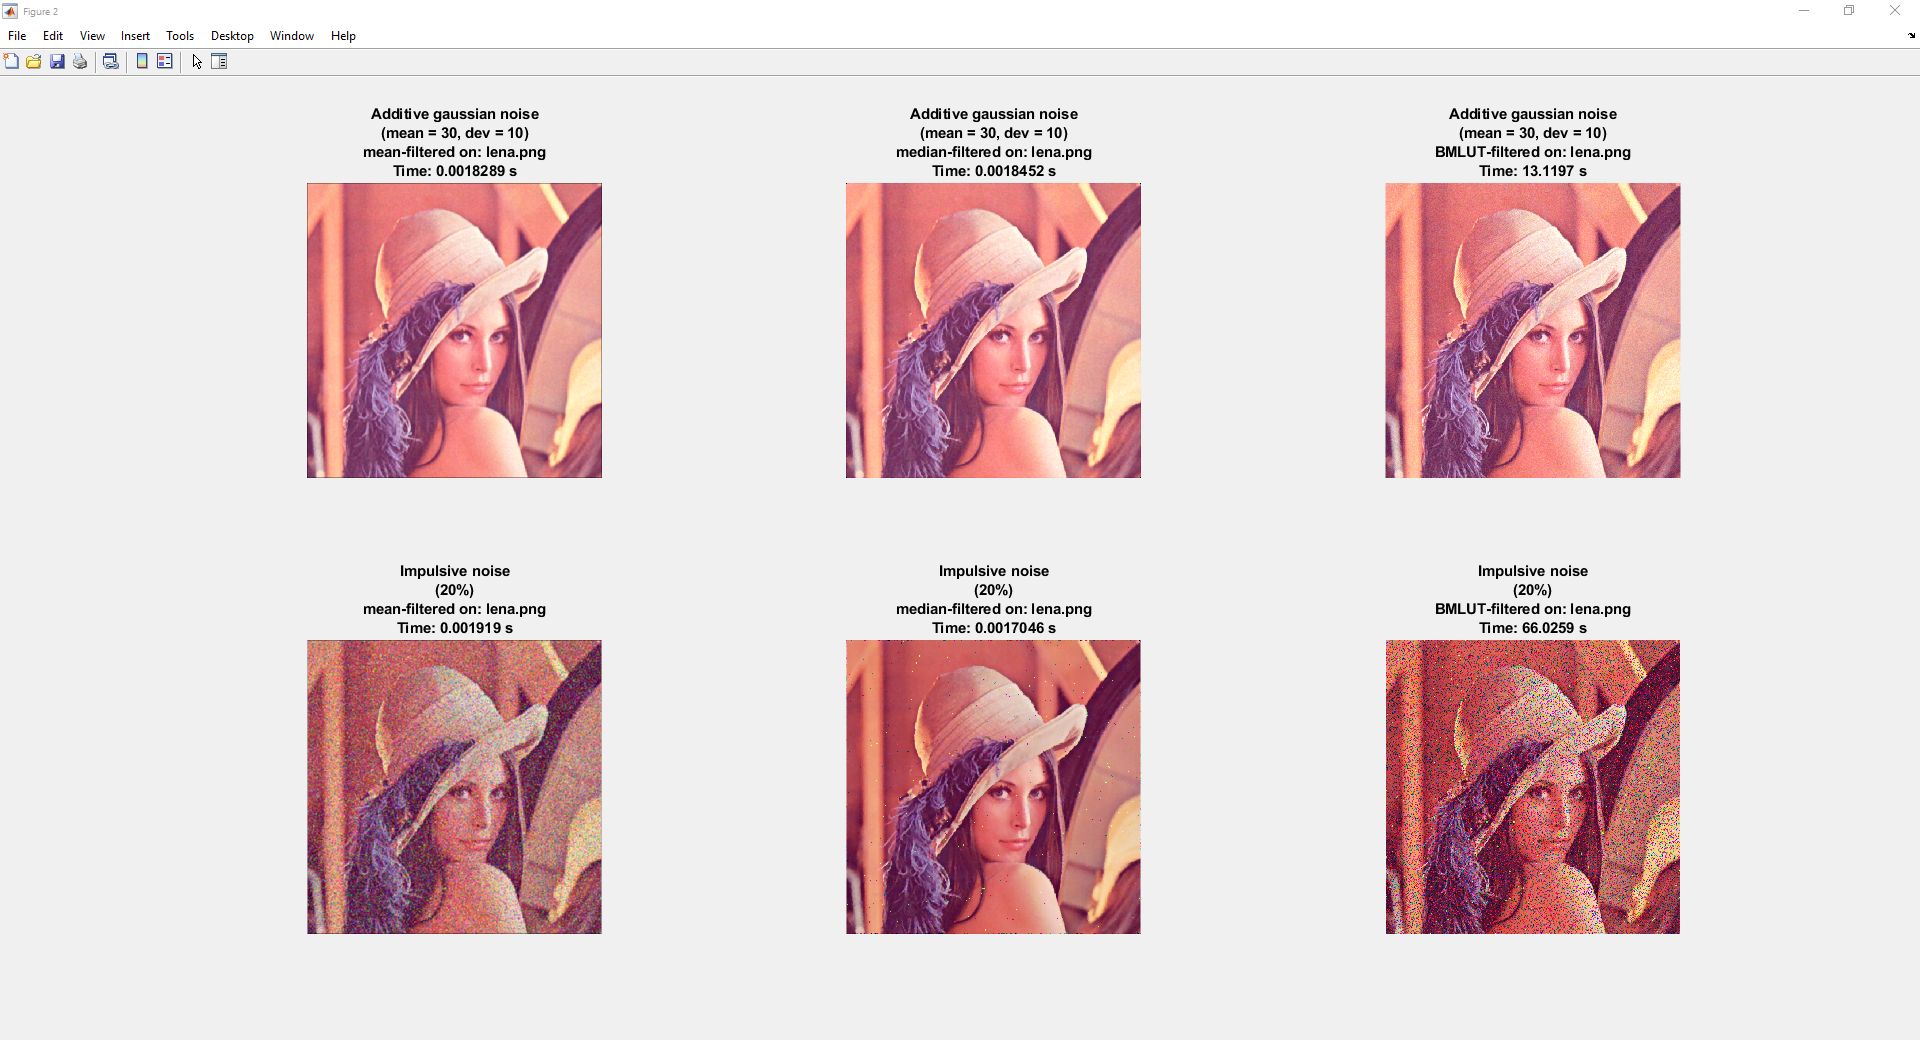 Figure 2
File Edit View Insert Tools Desktop Window Help
Additive gaussian noise
(mean = 30, dev = 10)
mean-filtered on: lena.png
Time: 0.0018289 s
Additive gaussian noise
(mean = 30, dev = 10)
median-filtered on: lena.png
Time: 0.0018452 s
Additive gaussian noise
(mean = 30, dev = 10)
BMLUT-filtered on: lena.png
Time: 13.1197 s
Impulsive noise
(20%)
mean-filtered on: lena.png
Time: 0.001919 s
Impulsive noise
(20%)
median-filtered on: lena.png
Time: 0.0017046 s
Impulsive noise
(20%)
BMLUT-filtered on: lena.png
Time: 66.0259 s